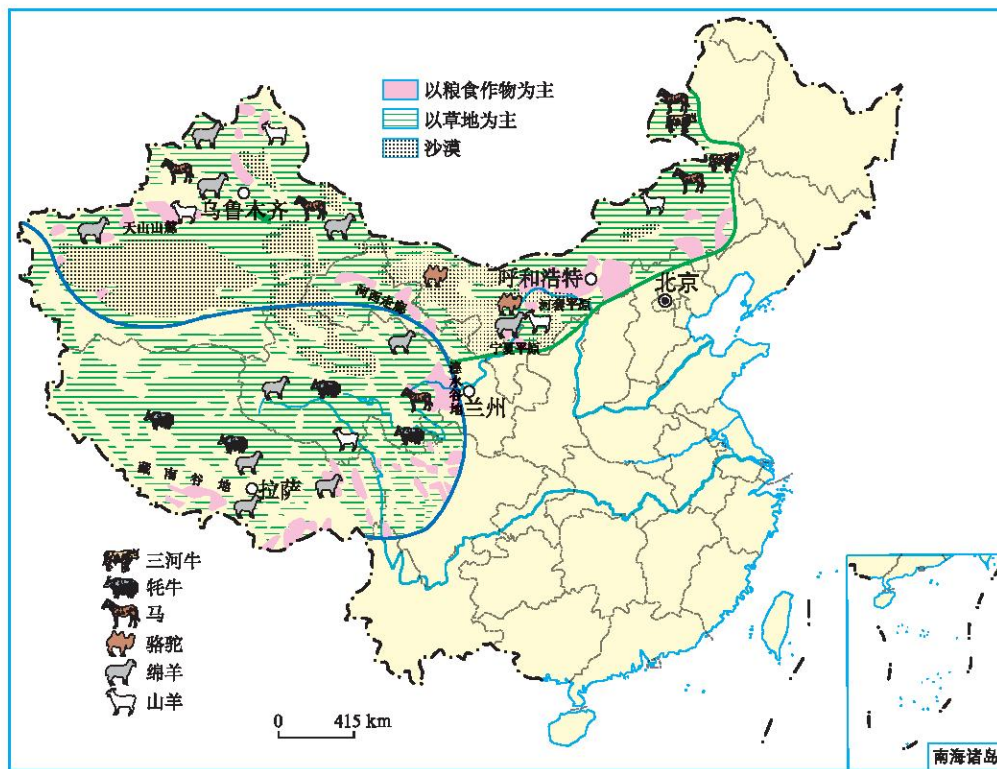 以粮食作物为主
以草地为主
沙漠
乌鲁木齐
天山山麓
河西走廊
呼和浩特
河套平原
北京
宁夏平原
湟水谷地
兰州
藏南谷地
拉萨
三河牛
牦牛
马
骆驼
绵羊
山羊
0 415 km
南海诸岛